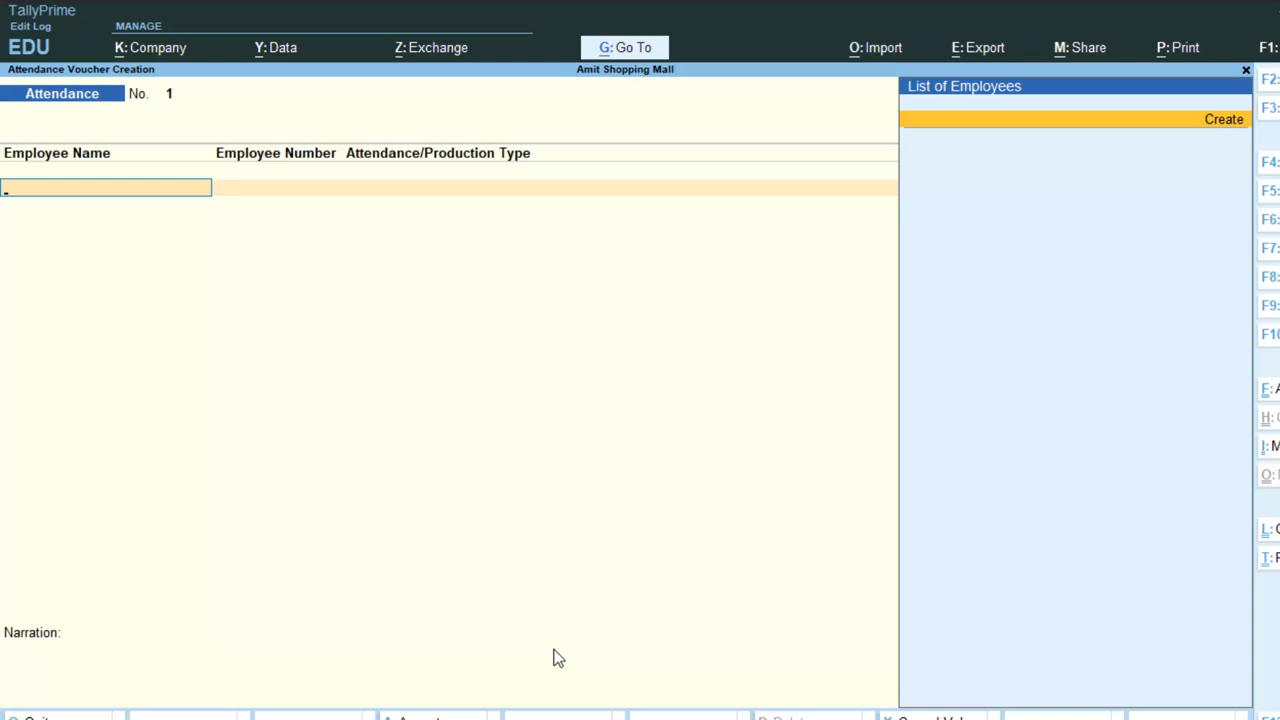 TallyPrime
Edit Log
MANAGE
EDU
K: Company
Y: Data
Z: Exchange
G: Go To
O: Import
E: Export
M: Share
P: Print
F1:
Attendance Voucher Creation
Amit Shopping Mall
Attendance No. 1
List of Employees
Create
Employee Name Employee Number Attendance/Production Type
Narration:
F2:
F3:
F4:
F5:
F6:
F7:
F8:
F9:
F10
F:
H:
I: M
O:
L:
T: